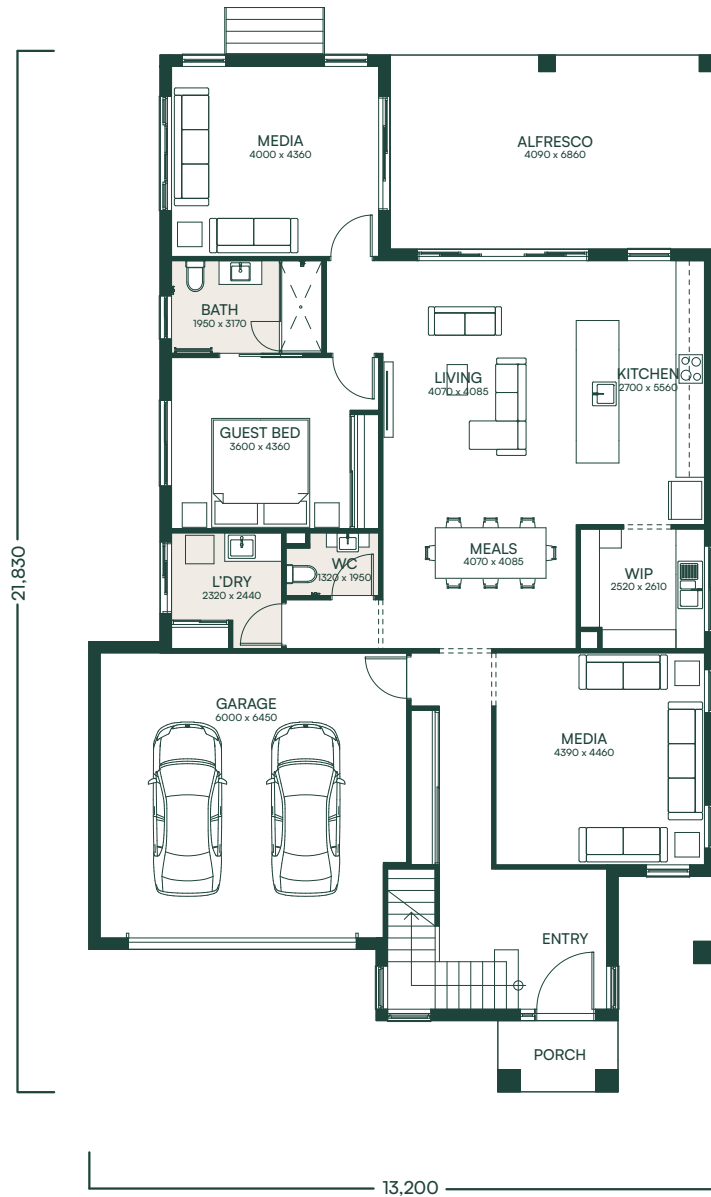 MEDIA
4000 x 4360
ALFRESCO
4090 x 6860
BATH
1950 x 3170
LIVING
4070 x 4085
KITCHEN
2700 x 5560
GUEST BED
3600 x 4360
MEALS
4070 x 4085
WC
1320 x 1950
L'DRY
2320 x 2440
WIP
2520 x 2610
21,830
GARAGE
6000 x 6450
MEDIA
4390 x 4460
ENTRY
PORCH
13,200